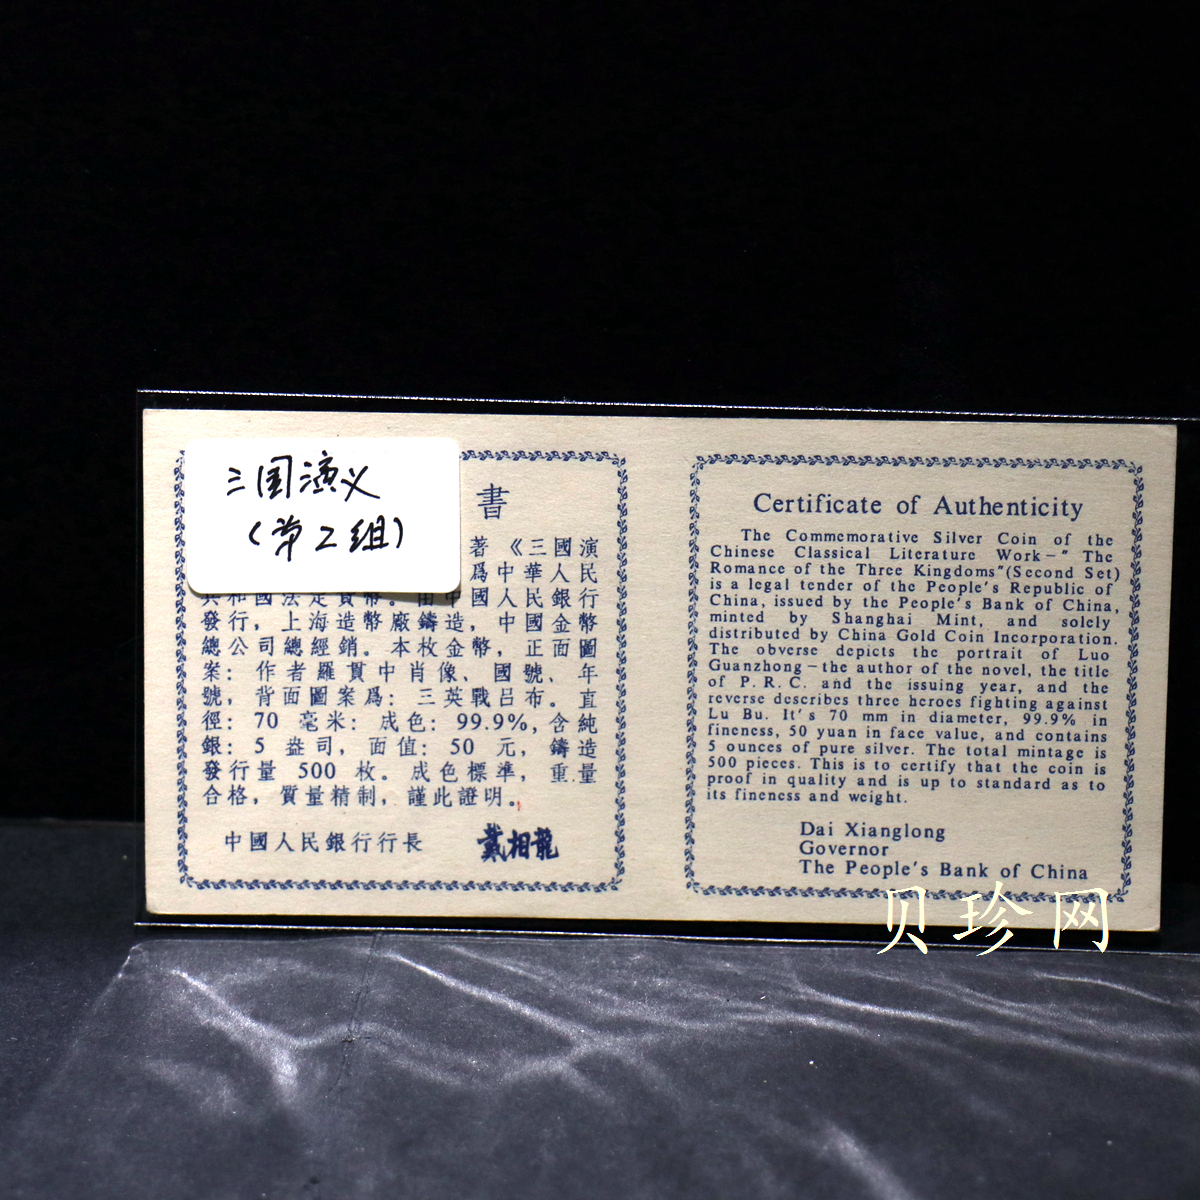 三国演义
(第2组)
書
著《三國演
爲中華人民
共和國法定貨幣。由中國人民銀行
發行，上海造幣廠鑄造，中國金幣
總公司總經銷。本枚金幣，正面圖
案：作者羅貫中肖像、國號、年
號，背面圖案爲：三英戰呂布。直
徑：70 毫米：成色：99.9%，含純
銀：5 盎司，面值：50 元，鑄造
發行量 500 枚。成色標準，重量
合格，質量精制，謹此證明。
中國人民銀行行長 戴相龍
Certificate of Authenticity
The Commemorative Silver Coin of the
Chinese Classical Literature Work—" The
Romance of the Three Kingdoms"(Second Set)
is a legal tender of the People's Republic of
China, issued by the People's Bank of China,
minted by Shanghai Mint, and solely
distributed by China Gold Coin Incorporation.
The obverse depicts the portrait of Luo
Guanzhong—the author of the novel, the title
of P.R.C. and the issuing year, and the
reverse describes three heroes fighting against
Lu Bu. It's 70 mm in diameter, 99.9% in
fineness, 50 yuan in face value, and contains
5 ounces of pure silver. The total mintage is
500 pieces. This is to certify that the coin is
proof in quality and is up to standard as to
its fineness and weight.
Dai Xianglong
Governor
The People's Bank of China
贝珍网